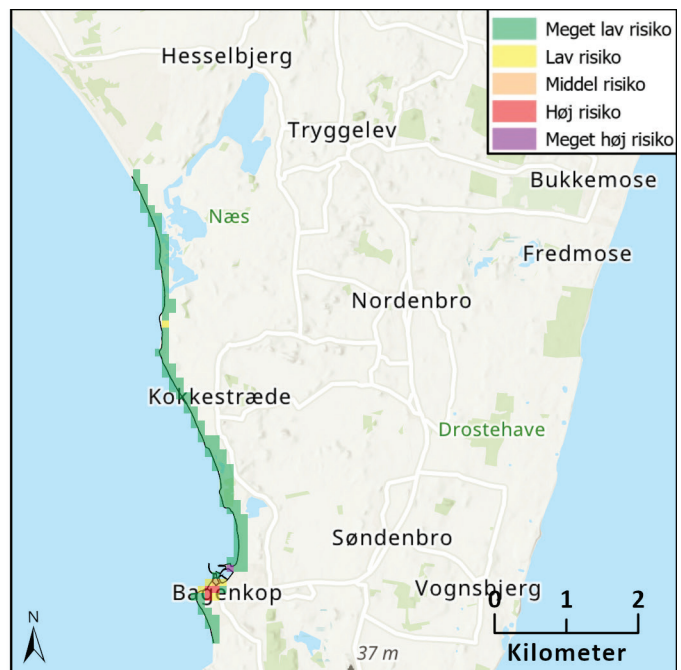 Meget lav risiko
Lav risiko
Middel risiko
Høj risiko
Meget høj risiko
Hesselbjerg
Tryggelev
Bukkemose
Næs
Fredmose
Nordenbro
Kokkestræde
Drostehave
Søndenbro
Bagenkop
Vognsbjerg
0 1 2
Kilometer
N
37 m